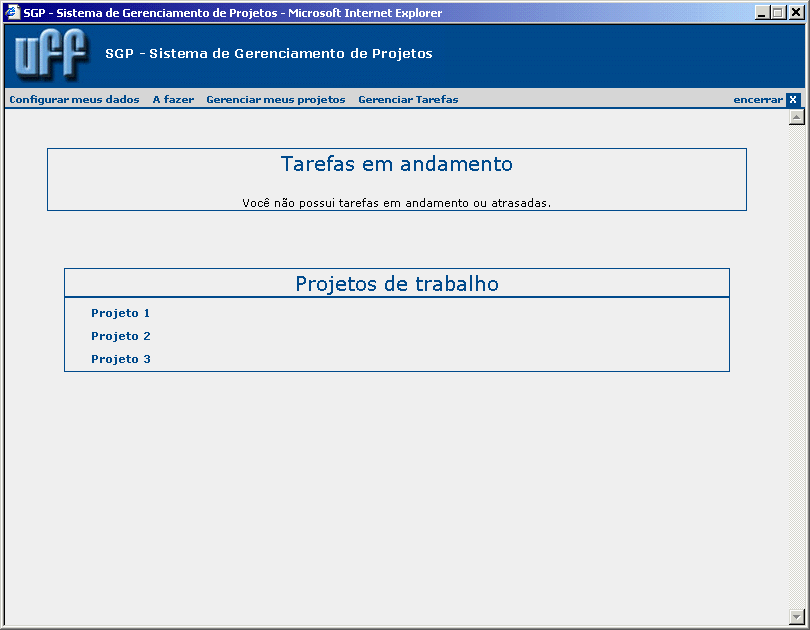 SGP - Sistema de Gerenciamento de Projetos - Microsoft Internet Explorer
uff SGP - Sistema de Gerenciamento de Projetos
Configurar meus dados A fazer Gerenciar meus projetos Gerenciar Tarefas encerrar X
Tarefas em andamento
Você não possui tarefas em andamento ou atrasadas.
Projetos de trabalho
Projeto 1
Projeto 2
Projeto 3